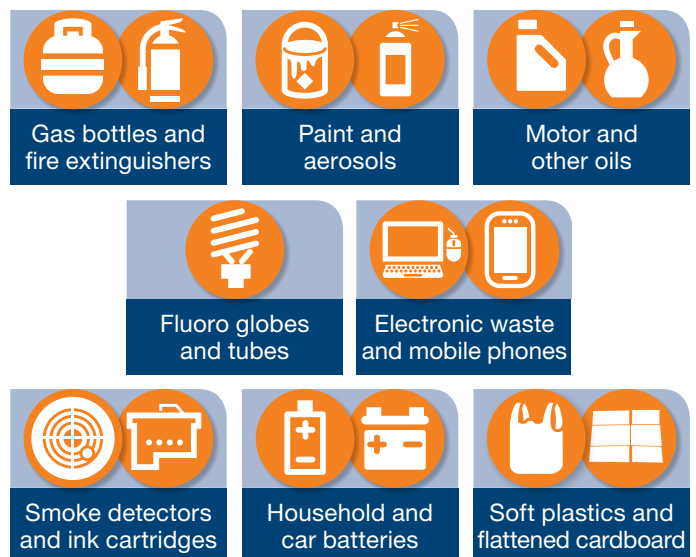 Gas bottles and
fire extinguishers
Paint and
aerosols
Motor and
other oils
Fluoro globes
and tubes
Electronic waste
and mobile phones
Smoke detectors
and ink cartridges
Household and
car batteries
Soft plastics and
flattened cardboard